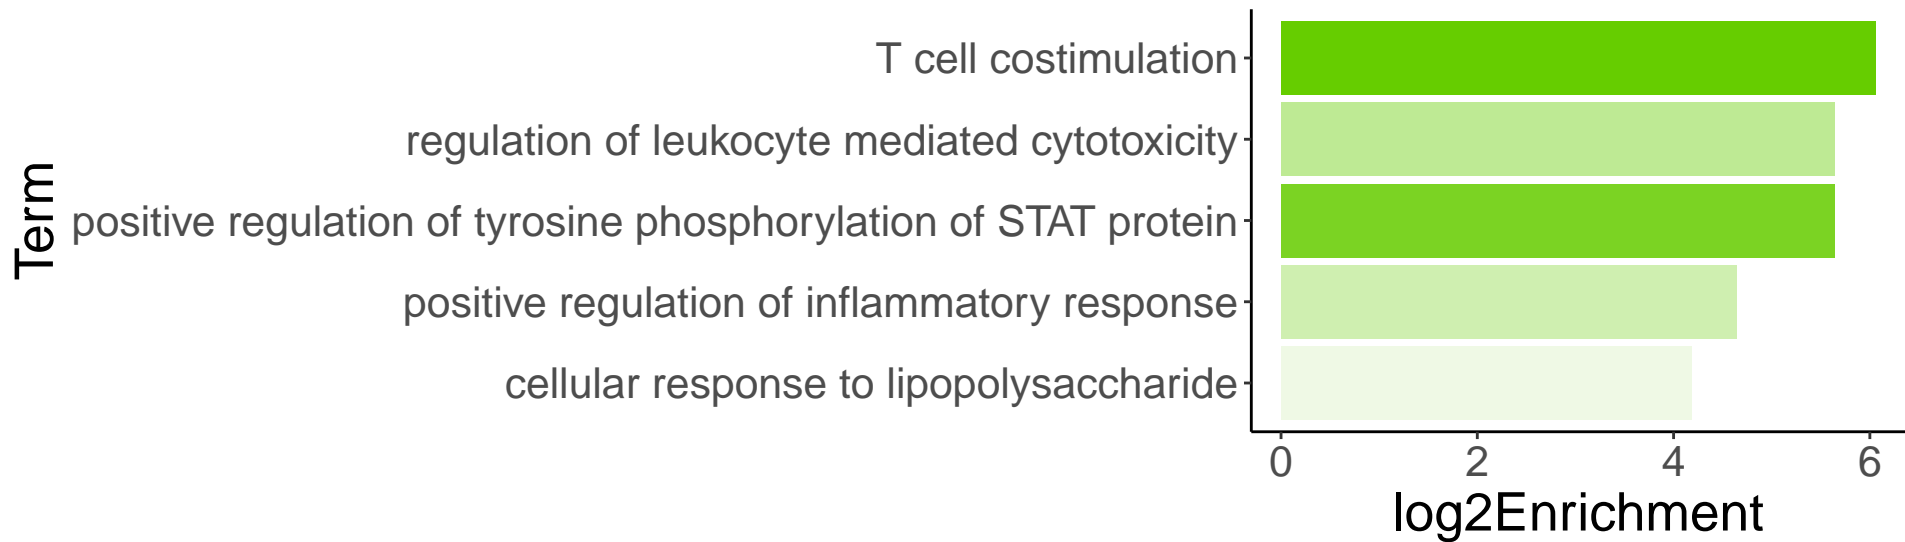 Term
T cell costimulation
regulation of leukocyte mediated cytotoxicity
positive regulation of tyrosine phosphorylation of STAT protein
positive regulation of inflammatory response
cellular response to lipopolysaccharide
0 2 4 6
log2Enrichment